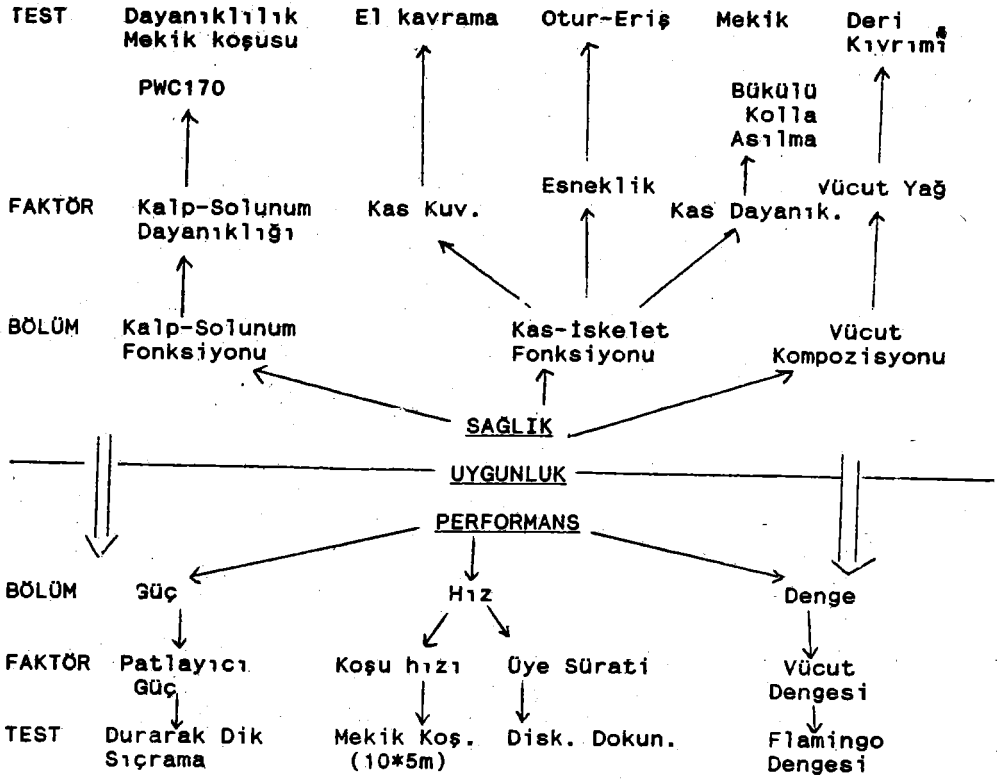 TEST Dayanıklılık El kavrama Otur-Eriş Mekik Deri
Mekik koşusu Kıvrımi
PWC170 Bükülü
Kolla
Asılma
Esneklik Vücut Yağ
FAKTÖR Kalp-Solunum Kas Kuv. Kas Dayanık.
Dayanıklığı
BÖLÜM Kalp-Solunum Kas-İskelet Vücut
Fonksiyonu Fonksiyonu Kompozisyonu
SAĞLIK
UYGUNLUK
PERFORMANS
BÖLÜM Güç Hız Denge
FAKTÖR Patlayıcı Koşu hızı Üye Sürati Vücut
Güç Dengesi
TEST Durarak Dik Mekik Koş. Disk. Dokun. Flamingo
Sıçrama (10*5m) Dengesi